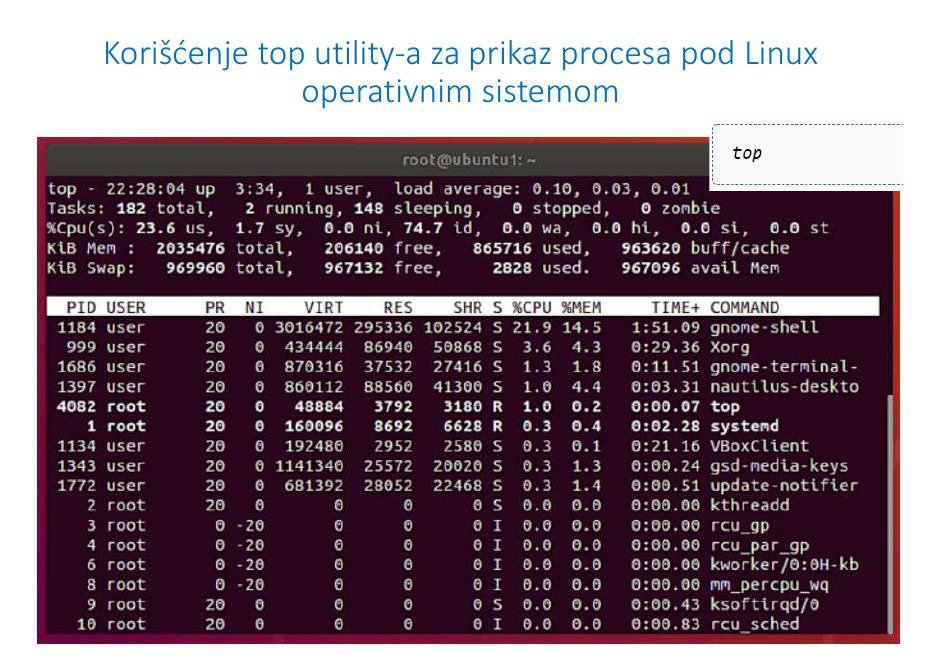 Korišćenje top utility-a za prikaz procesa pod Linux
operativnim sistemom
top
root@ubuntu1: ~
top - 22:28:04 up  3:34,  1 user,  load average: 0.10, 0.03, 0.01
Tasks: 182 total,   2 running, 148 sleeping,   0 stopped,   0 zombie
%Cpu(s): 23.6 us,  1.7 sy,  0.0 ni, 74.7 id,  0.0 wa,  0.0 hi,  0.0 si,  0.0 st
KiB Mem :  2035476 total,   206140 free,   865716 used,   963620 buff/cache
KiB Swap:   969960 total,   967132 free,     2828 used.   967096 avail Mem
PID USER PR NI VIRT RES SHR S %CPU %MEM TIME+ COMMAND
1184 user 20 0 3016472 295336 102524 S 21.9 14.5 1:51.09 gnome-shell
999 user 20 0 434444 86940 50868 S 3.6 4.3 0:29.36 Xorg
1686 user 20 0 870316 37532 27416 S 1.3 1.8 0:11.51 gnome-terminal-
1397 user 20 0 860112 88560 41300 S 1.0 4.4 0:03.31 nautilus-deskto
4082 root 20 0 48884 3792 3180 R 1.0 0.2 0:00.07 top
1 root 20 0 160096 8692 6628 R 0.3 0.4 0:02.28 systemd
1134 user 20 0 192480 2952 2580 S 0.3 0.1 0:21.16 VBoxClient
1343 user 20 0 1141340 25572 20020 S 0.3 1.3 0:00.24 gsd-media-keys
1772 user 20 0 681392 28052 22468 S 0.3 1.4 0:00.51 update-notifier
2 root 20 0 0 0 0 S 0.0 0.0 0:00.00 kthreadd
3 root 0 -20 0 0 0 I 0.0 0.0 0:00.00 rcu_gp
4 root 0 -20 0 0 0 I 0.0 0.0 0:00.00 rcu_par_gp
6 root 0 -20 0 0 0 I 0.0 0.0 0:00.00 kworker/0:0H-kb
8 root 0 -20 0 0 0 I 0.0 0.0 0:00.00 mm_percpu_wq
9 root 20 0 0 0 0 S 0.0 0.0 0:00.43 ksoftirqd/0
10 root 20 0 0 0 0 I 0.0 0.0 0:00.83 rcu_sched